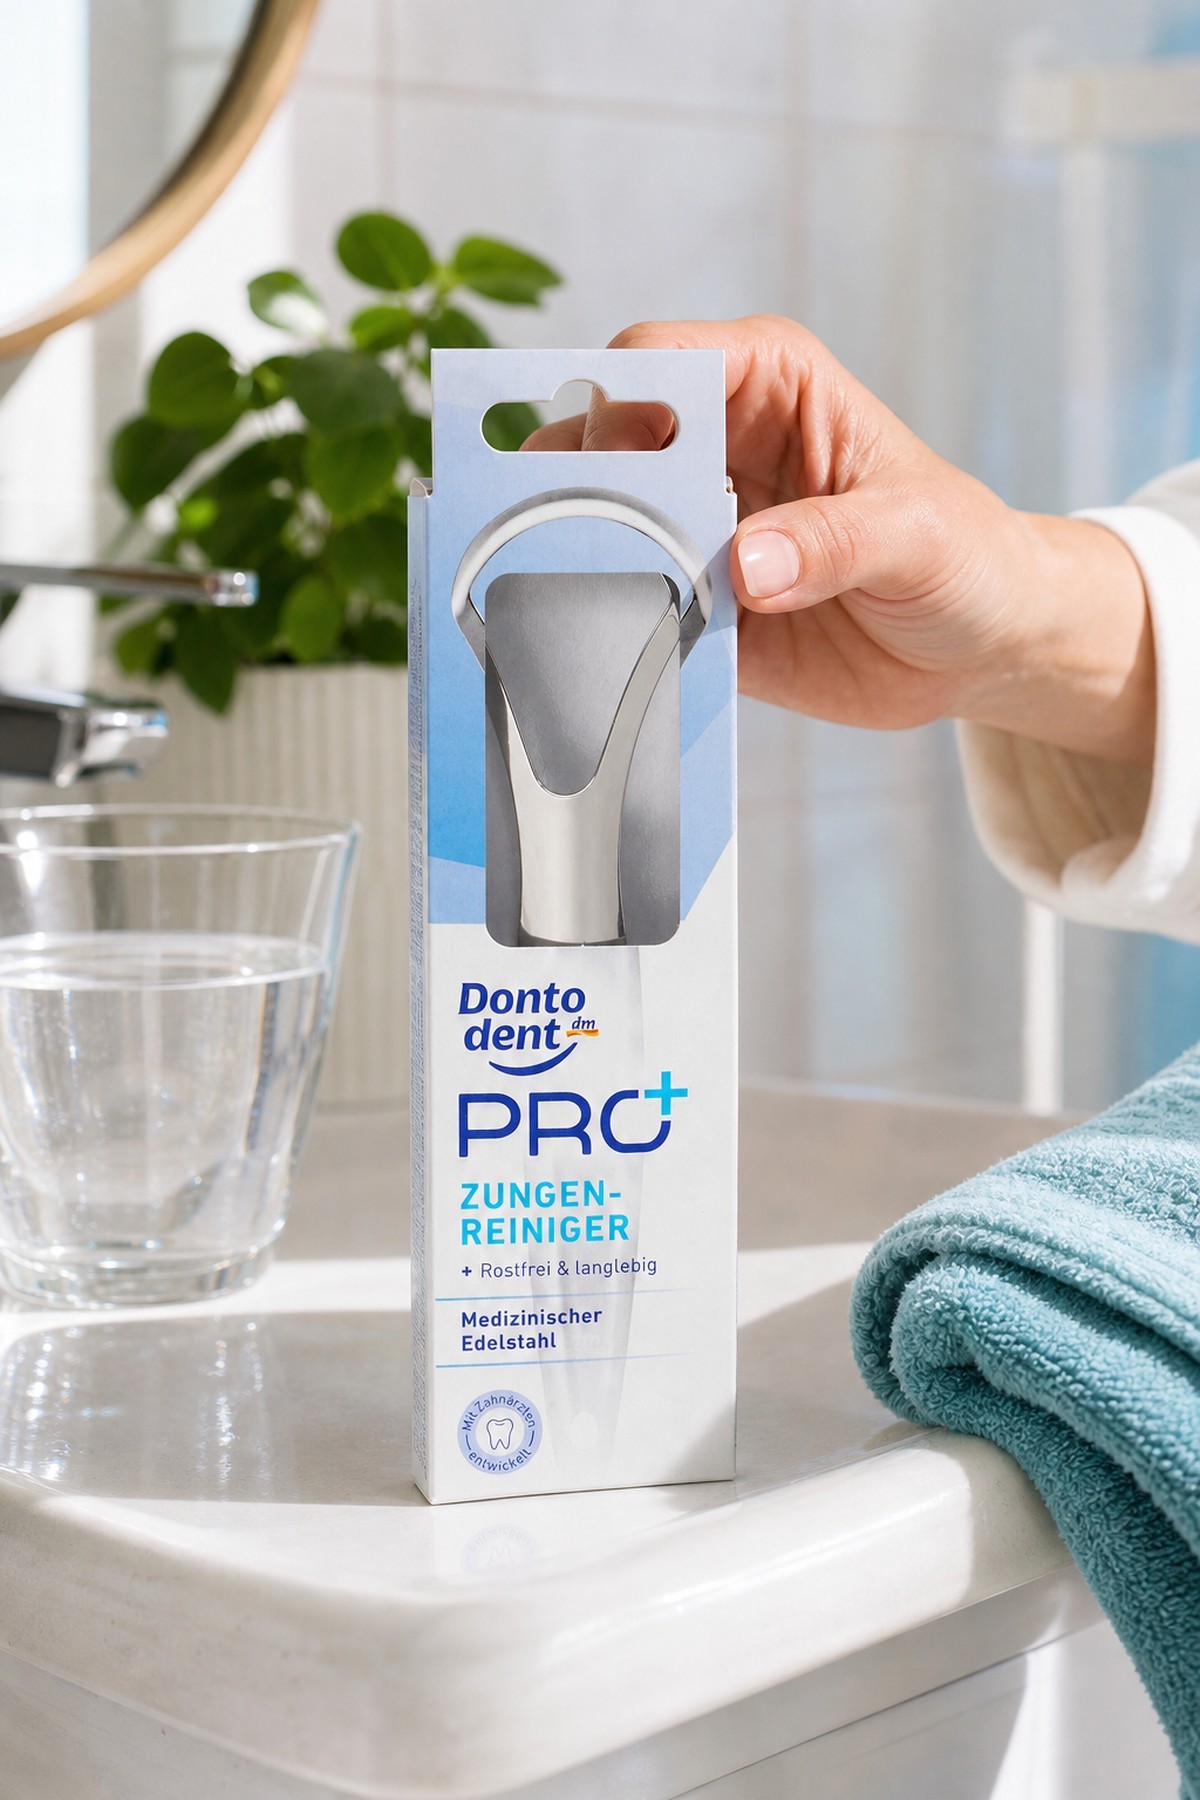 Donto
dent
dm
PRO+
ZUNGEN-
REINIGER
+ Rostfrei & langlebig
Medizinischer
Edelstahl
Mit Zahnärzten
entwickelt